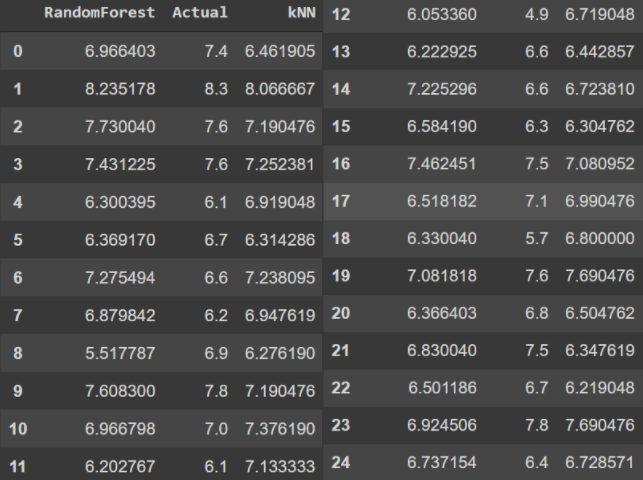 RandomForest Actual kNN
0 6.966403 7.4 6.461905
1 8.235178 8.3 8.066667
2 7.730040 7.6 7.190476
3 7.431225 7.6 7.252381
4 6.300395 6.1 6.919048
5 6.369170 6.7 6.314286
6 7.275494 6.6 7.238095
7 6.879842 6.2 6.947619
8 5.517787 6.9 6.276190
9 7.608300 7.8 7.190476
10 6.966798 7.0 7.376190
11 6.202767 6.1 7.133333
12 6.053360 4.9 6.719048
13 6.222925 6.6 6.442857
14 7.225296 6.6 6.723810
15 6.584190 6.3 6.304762
16 7.462451 7.5 7.080952
17 6.518182 7.1 6.990476
18 6.330040 5.7 6.800000
19 7.081818 7.6 7.690476
20 6.366403 6.8 6.504762
21 6.830040 7.5 6.347619
22 6.501186 6.7 6.219048
23 6.924506 7.8 7.690476
24 6.737154 6.4 6.728571